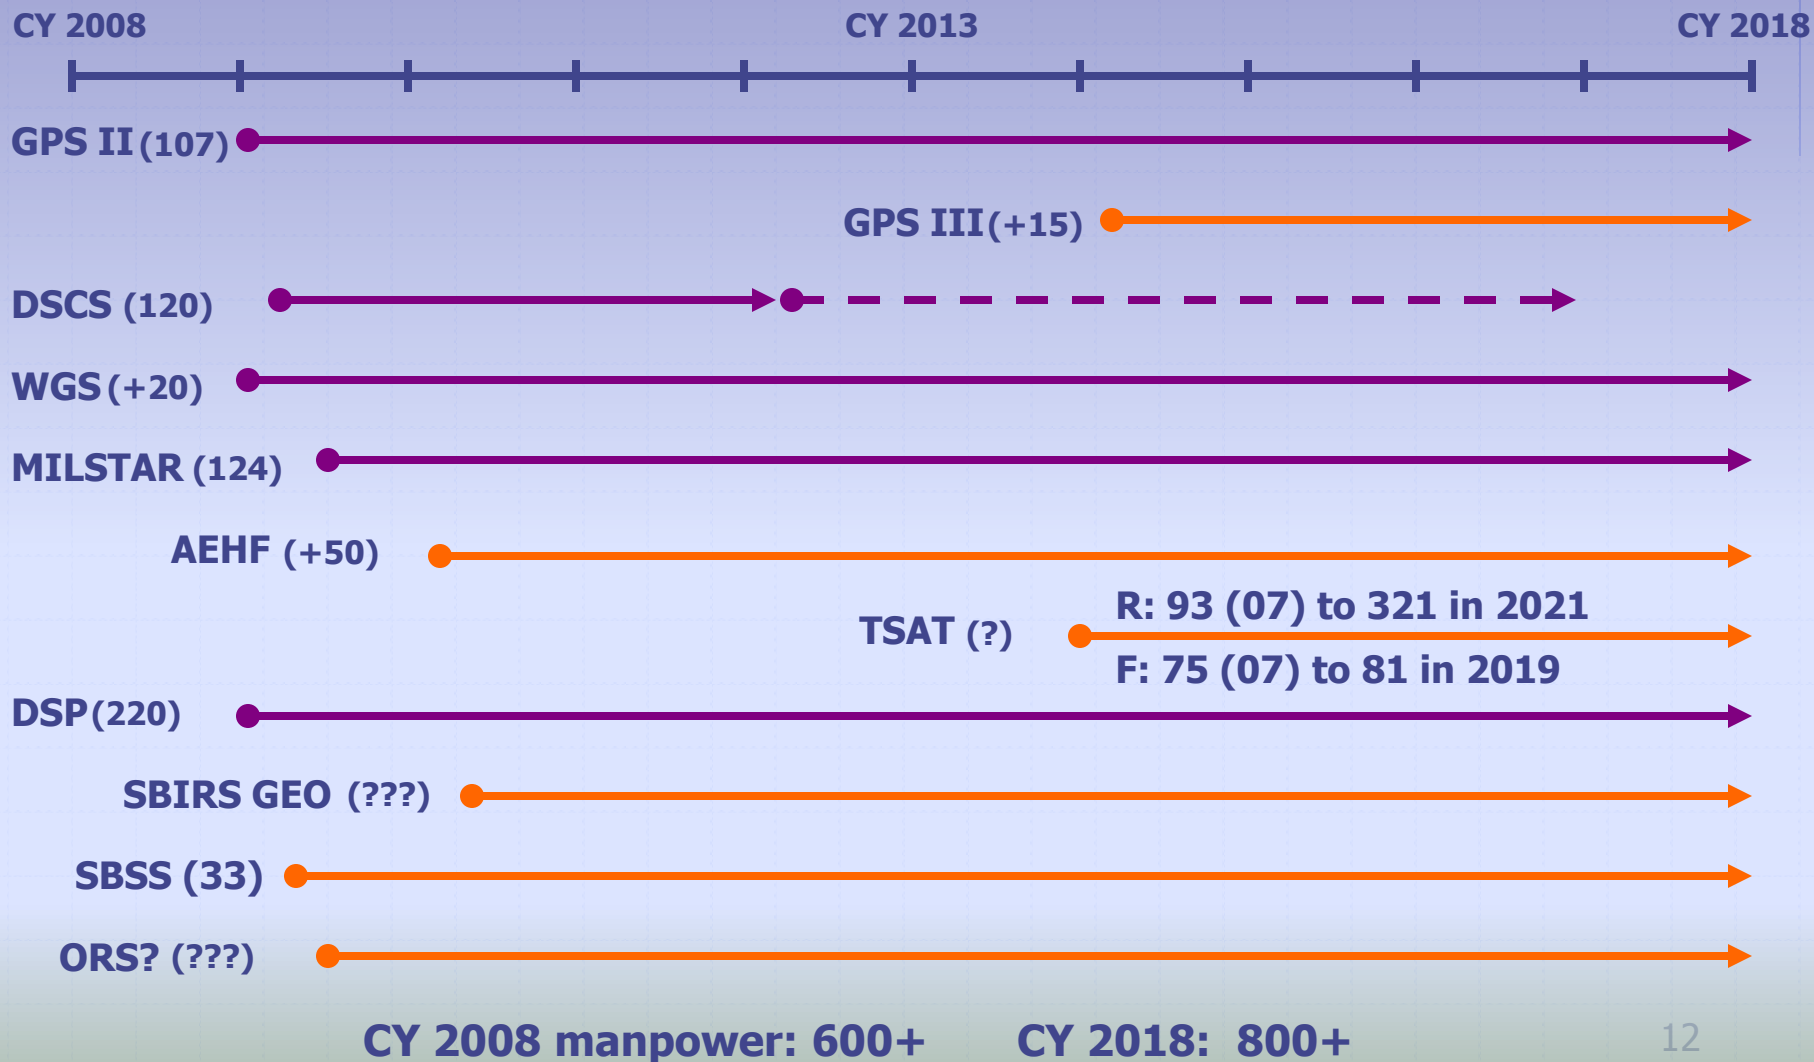 CY 2008 CY 2013 CY 2018
GPS II (107)
GPS III (+15)
DSCS (120)
WGS (+20)
MILSTAR (124)
AEHF (+50)
R: 93 (07) to 321 in 2021
TSAT (?)
F: 75 (07) to 81 in 2019
DSP (220)
SBIRS GEO (???)
SBSS (33)
ORS? (???)
CY 2008 manpower: 600+ CY 2018: 800+
12